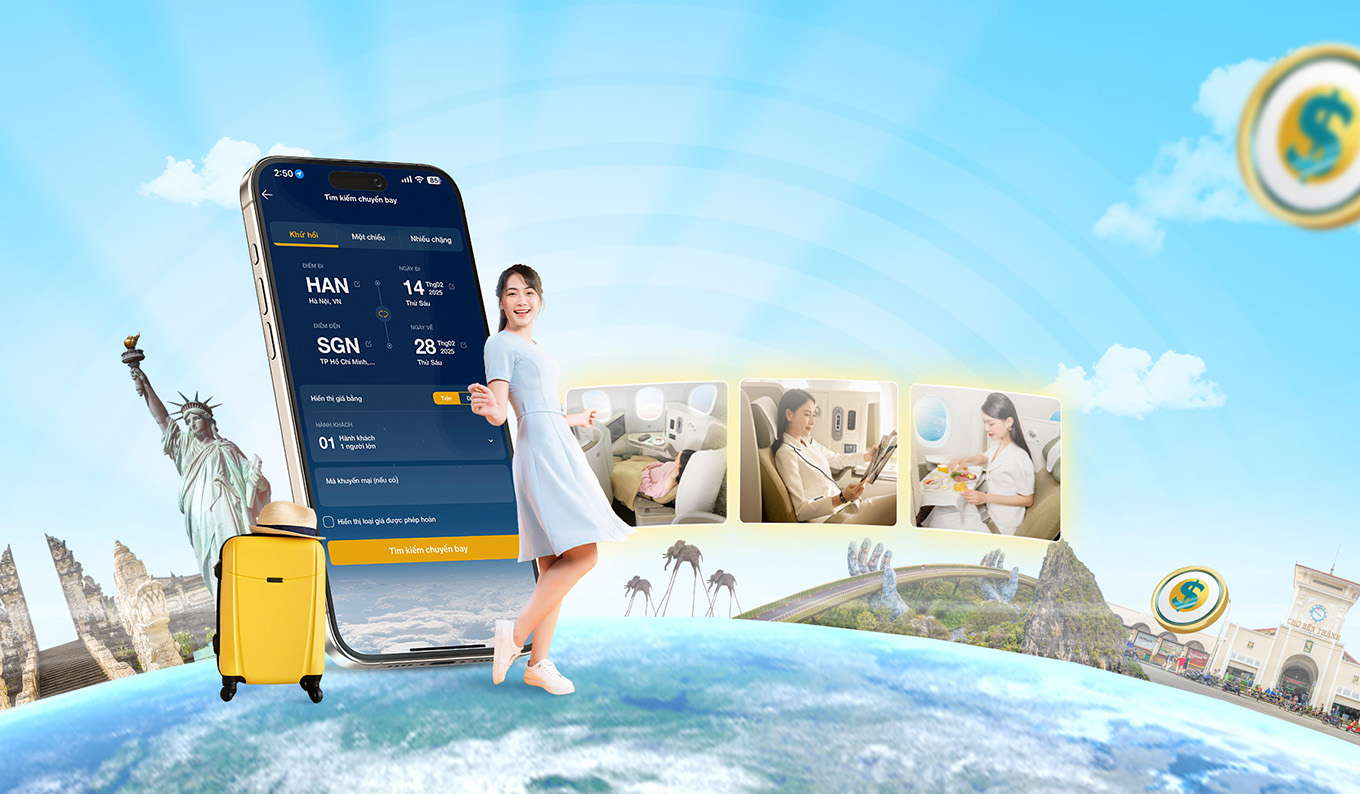 2:50
85
Tìm kiếm chuyến bay
Khứ hồi
Một chiều
Nhiều chặng
ĐIỂM ĐI
NGÀY ĐI
HAN
14 Thg02 2025
Hà Nội, VN
Thứ Sáu
ĐIỂM ĐẾN
NGÀY VỀ
SGN
28 Thg02 2025
TP Hồ Chí Minh,...
Thứ Sáu
Hiển thị giá bằng
Tiền
HÀNH KHÁCH
01
Hành khách
1 người lớn
Mã khuyến mại (nếu có)
Hiển thị loại giá được phép hoàn
Tìm kiếm chuyến bay
$
$
CHỢ BẾN THÀNH